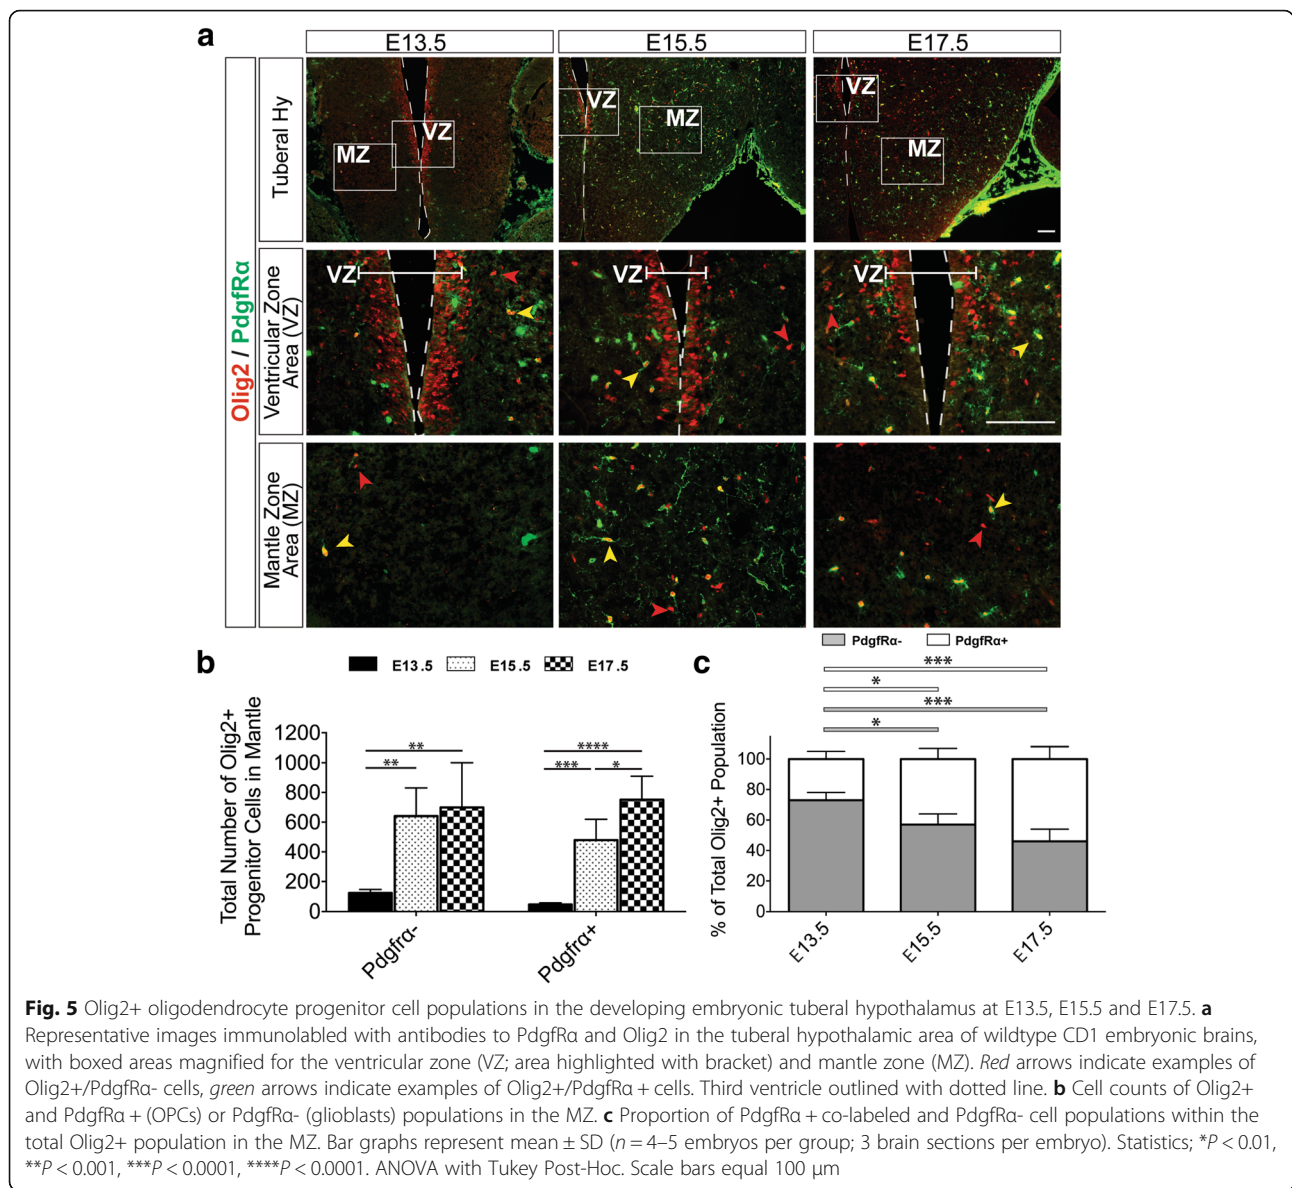 a
E13.5
E15.5
E17.5
Olig2 / PdgfRα
Tuberal Hy
VZ
MZ
VZ
MZ
VZ
MZ
Ventricular Zone
Area (VZ)
VZ
VZ
VZ
Mantle Zone
Area (MZ)
b
E13.5
E15.5
E17.5
Total Number of Olig2+
Progenitor Cells in Mantle
1200
1000
800
600
400
200
0
**
**
****
***
*
Pdgfrα-
Pdgfrα+
c
PdgfRα-
PdgfRα+
***
*
***
*
% of Total Olig2+ Population
100
80
60
40
20
0
E13.5
E15.5
E17.5
Fig. 5 Olig2+ oligodendrocyte progenitor cell populations in the developing embryonic tuberal hypothalamus at E13.5, E15.5 and E17.5. a
Representative images immunolabled with antibodies to PdgfRα and Olig2 in the tuberal hypothalamic area of wildtype CD1 embryonic brains,
with boxed areas magnified for the ventricular zone (VZ; area highlighted with bracket) and mantle zone (MZ). Red arrows indicate examples of
Olig2+/PdgfRα- cells, green arrows indicate examples of Olig2+/PdgfRα + cells. Third ventricle outlined with dotted line. b Cell counts of Olig2+
and PdgfRα + (OPCs) or PdgfRα- (glioblasts) populations in the MZ. c Proportion of PdgfRα + co-labeled and PdgfRα- cell populations within the
total Olig2+ population in the MZ. Bar graphs represent mean ± SD (n = 4–5 embryos per group; 3 brain sections per embryo). Statistics; *P < 0.01,
**P < 0.001, ***P < 0.0001, ****P < 0.0001. ANOVA with Tukey Post-Hoc. Scale bars equal 100 μm